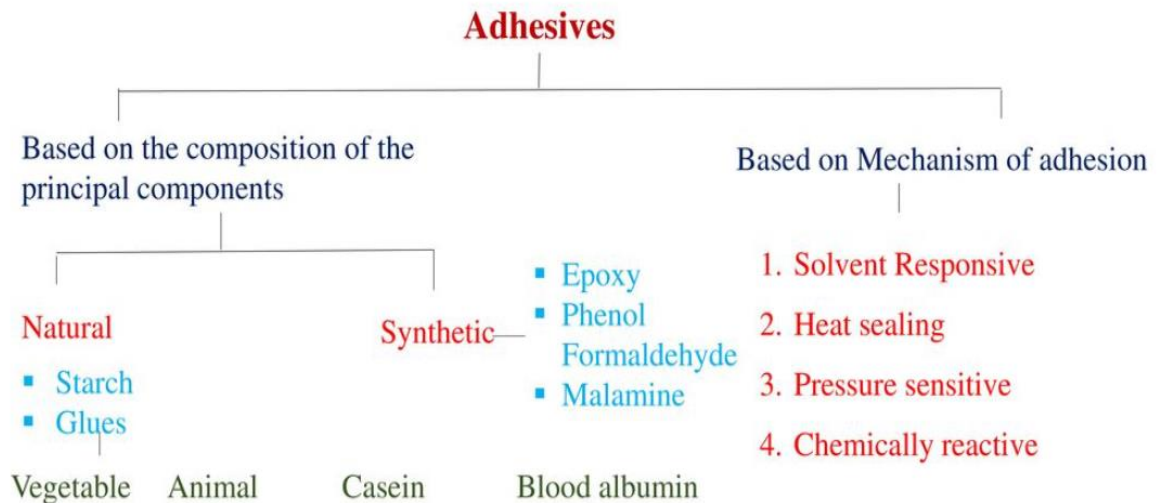 Adhesives
Based on the composition of the
principal components
Based on Mechanism of adhesion
Natural
▪ Starch
▪ Glues
Vegetable Animal Casein Blood albumin
Synthetic
▪ Epoxy
▪ Phenol
Formaldehyde
▪ Malamine
1. Solvent Responsive
2. Heat sealing
3. Pressure sensitive
4. Chemically reactive